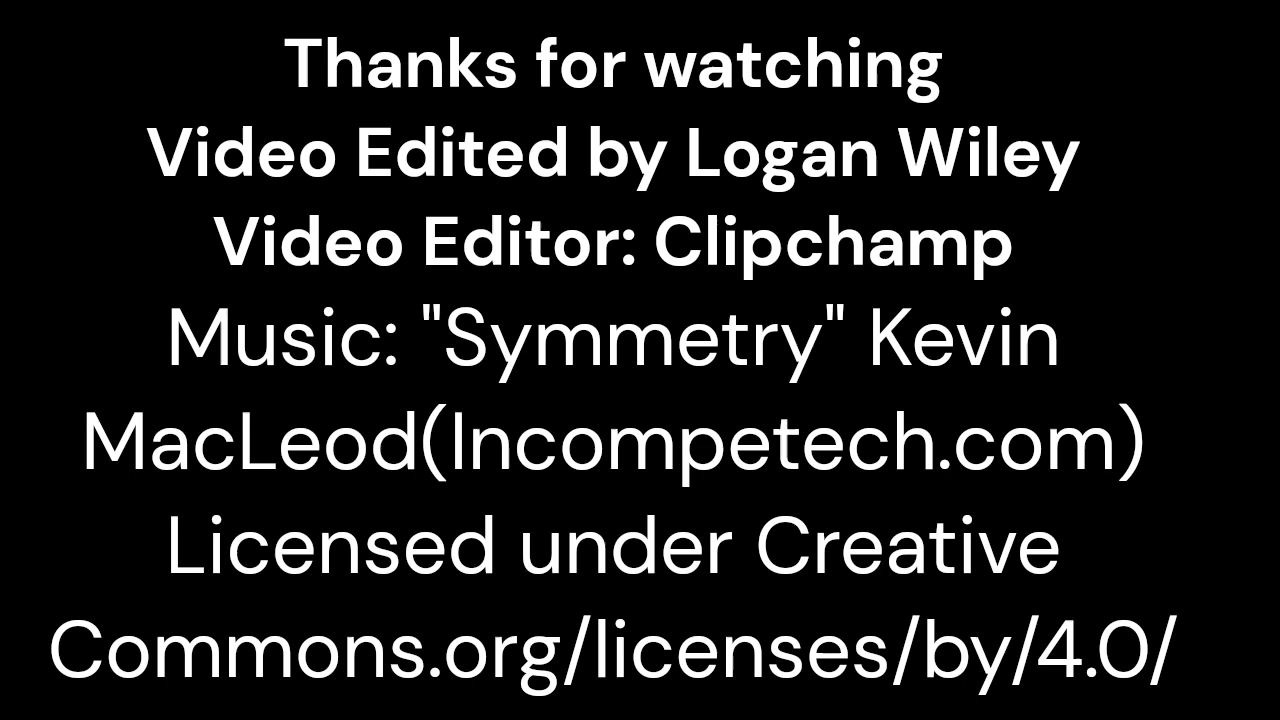 Thanks for watching
Video Edited by Logan Wiley
Video Editor: Clipchamp
Music: "Symmetry" Kevin
MacLeod(Incompetech.com)
Licensed under Creative
Commons.org/licenses/by/4.0/